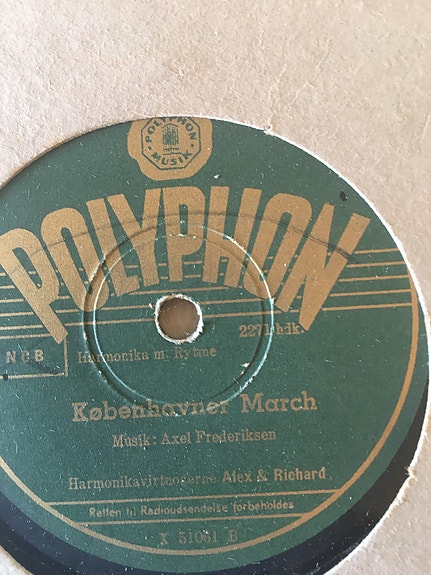 POLYPHON
MUSIK
POLYPHON
2271 hdk.
NCB
Harmonika m. Rytme
Københavner March
Musik: Axel Frederiksen
Harmonikavirtuoserne Alex & Richard
Retten til Radioudsendelse forbeholdes
X 51061 B